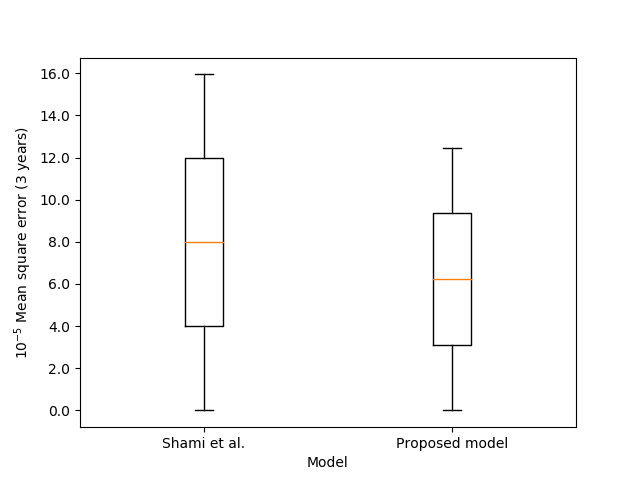 10⁻⁵ Mean square error (3 years)
16.0
14.0
12.0
10.0
8.0
6.0
4.0
2.0
0.0
Shami et al.
Proposed model
Model